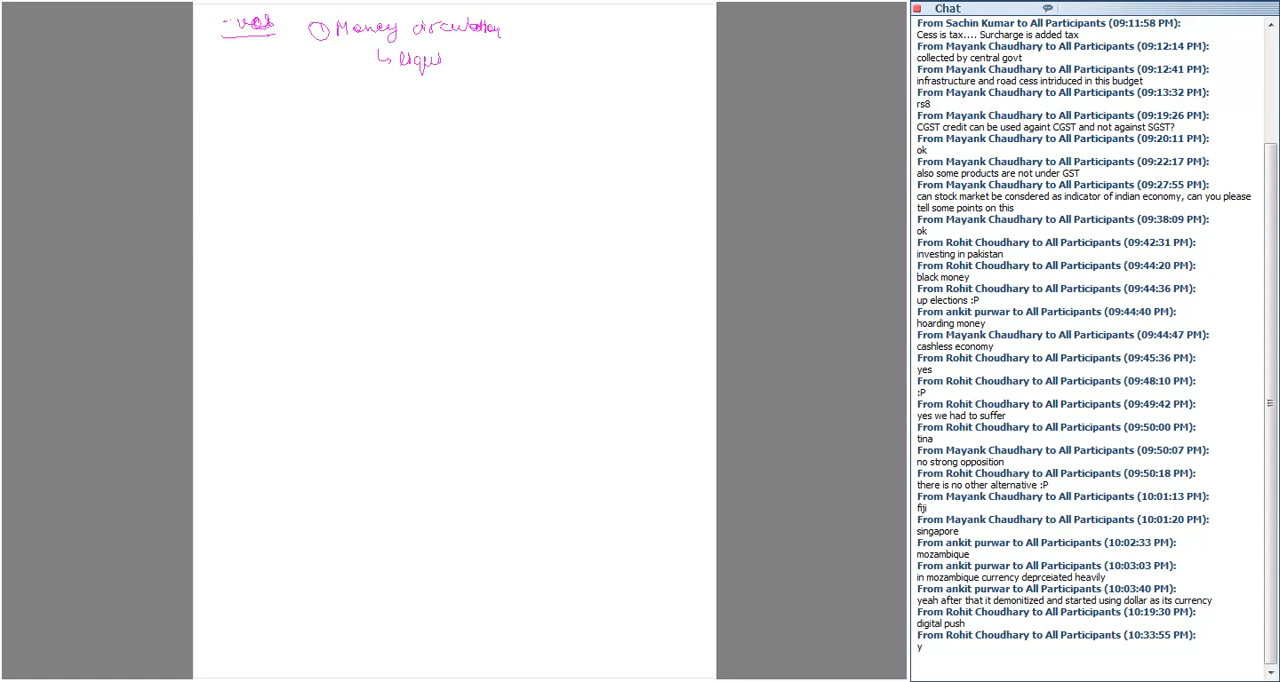 ① Money circulation
↳ liqui
Chat
From Sachin Kumar to All Participants (09:11:58 PM):
Cess is tax.... Surcharge is added tax
From Mayank Chaudhary to All Participants (09:12:14 PM):
collected by central govt
From Mayank Chaudhary to All Participants (09:12:41 PM):
infrastructure and road cess intriduced in this budget
From Mayank Chaudhary to All Participants (09:13:32 PM):
rs8
From Mayank Chaudhary to All Participants (09:19:26 PM):
CGST credit can be used againt CGST and not against SGST?
From Mayank Chaudhary to All Participants (09:20:11 PM):
ok
From Mayank Chaudhary to All Participants (09:22:17 PM):
also some products are not under GST
From Mayank Chaudhary to All Participants (09:27:55 PM):
can stock market be consdered as indicator of indian economy, can you please
tell some points on this
From Mayank Chaudhary to All Participants (09:38:09 PM):
ok
From Rohit Choudhary to All Participants (09:42:31 PM):
investing in pakistan
From Rohit Choudhary to All Participants (09:44:20 PM):
black money
From Rohit Choudhary to All Participants (09:44:36 PM):
up elections :P
From ankit purwar to All Participants (09:44:40 PM):
hoarding money
From Mayank Chaudhary to All Participants (09:44:47 PM):
cashless economy
From Rohit Choudhary to All Participants (09:45:36 PM):
yes
From Rohit Choudhary to All Participants (09:48:10 PM):
:P
From Rohit Choudhary to All Participants (09:49:42 PM):
yes we had to suffer
From Rohit Choudhary to All Participants (09:50:00 PM):
tina
From Mayank Chaudhary to All Participants (09:50:07 PM):
no strong opposition
From Rohit Choudhary to All Participants (09:50:18 PM):
there is no other alternative :P
From Mayank Chaudhary to All Participants (10:01:13 PM):
fiji
From Mayank Chaudhary to All Participants (10:01:20 PM):
singapore
From ankit purwar to All Participants (10:02:33 PM):
mozambique
From ankit purwar to All Participants (10:03:03 PM):
in mozambique currency deprceiated heavily
From ankit purwar to All Participants (10:03:40 PM):
yeah after that it demonitized and started using dollar as its currency
From Rohit Choudhary to All Participants (10:19:30 PM):
digital push
From Rohit Choudhary to All Participants (10:33:55 PM):
y